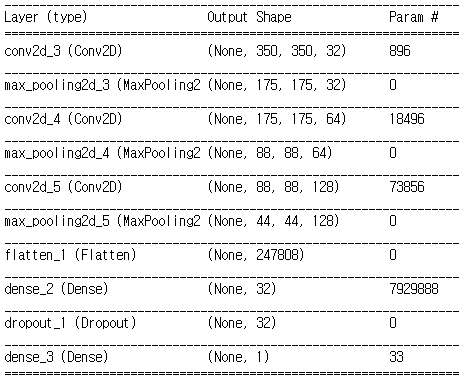 Layer (type) Output Shape Param #
conv2d_3 (Conv2D) (None, 350, 350, 32) 896
max_pooling2d_3 (MaxPooling2 (None, 175, 175, 32) 0
conv2d_4 (Conv2D) (None, 175, 175, 64) 18496
max_pooling2d_4 (MaxPooling2 (None, 88, 88, 64) 0
conv2d_5 (Conv2D) (None, 88, 88, 128) 73856
max_pooling2d_5 (MaxPooling2 (None, 44, 44, 128) 0
flatten_1 (Flatten) (None, 247808) 0
dense_2 (Dense) (None, 32) 7929888
dropout_1 (Dropout) (None, 32) 0
dense_3 (Dense) (None, 1) 33